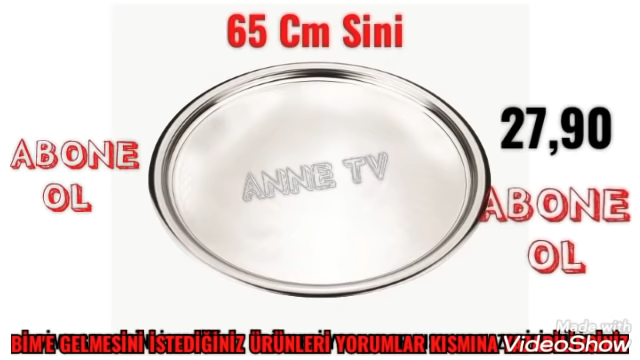 65 Cm Sini
27,90
ABONE
OL
ANNE TV
ABONE
OL
Made with
VideoShow
BİM'E GELMESİNİ İSTEDİĞİNİZ ÜRÜNLERİ YORUMLAR KISMINA